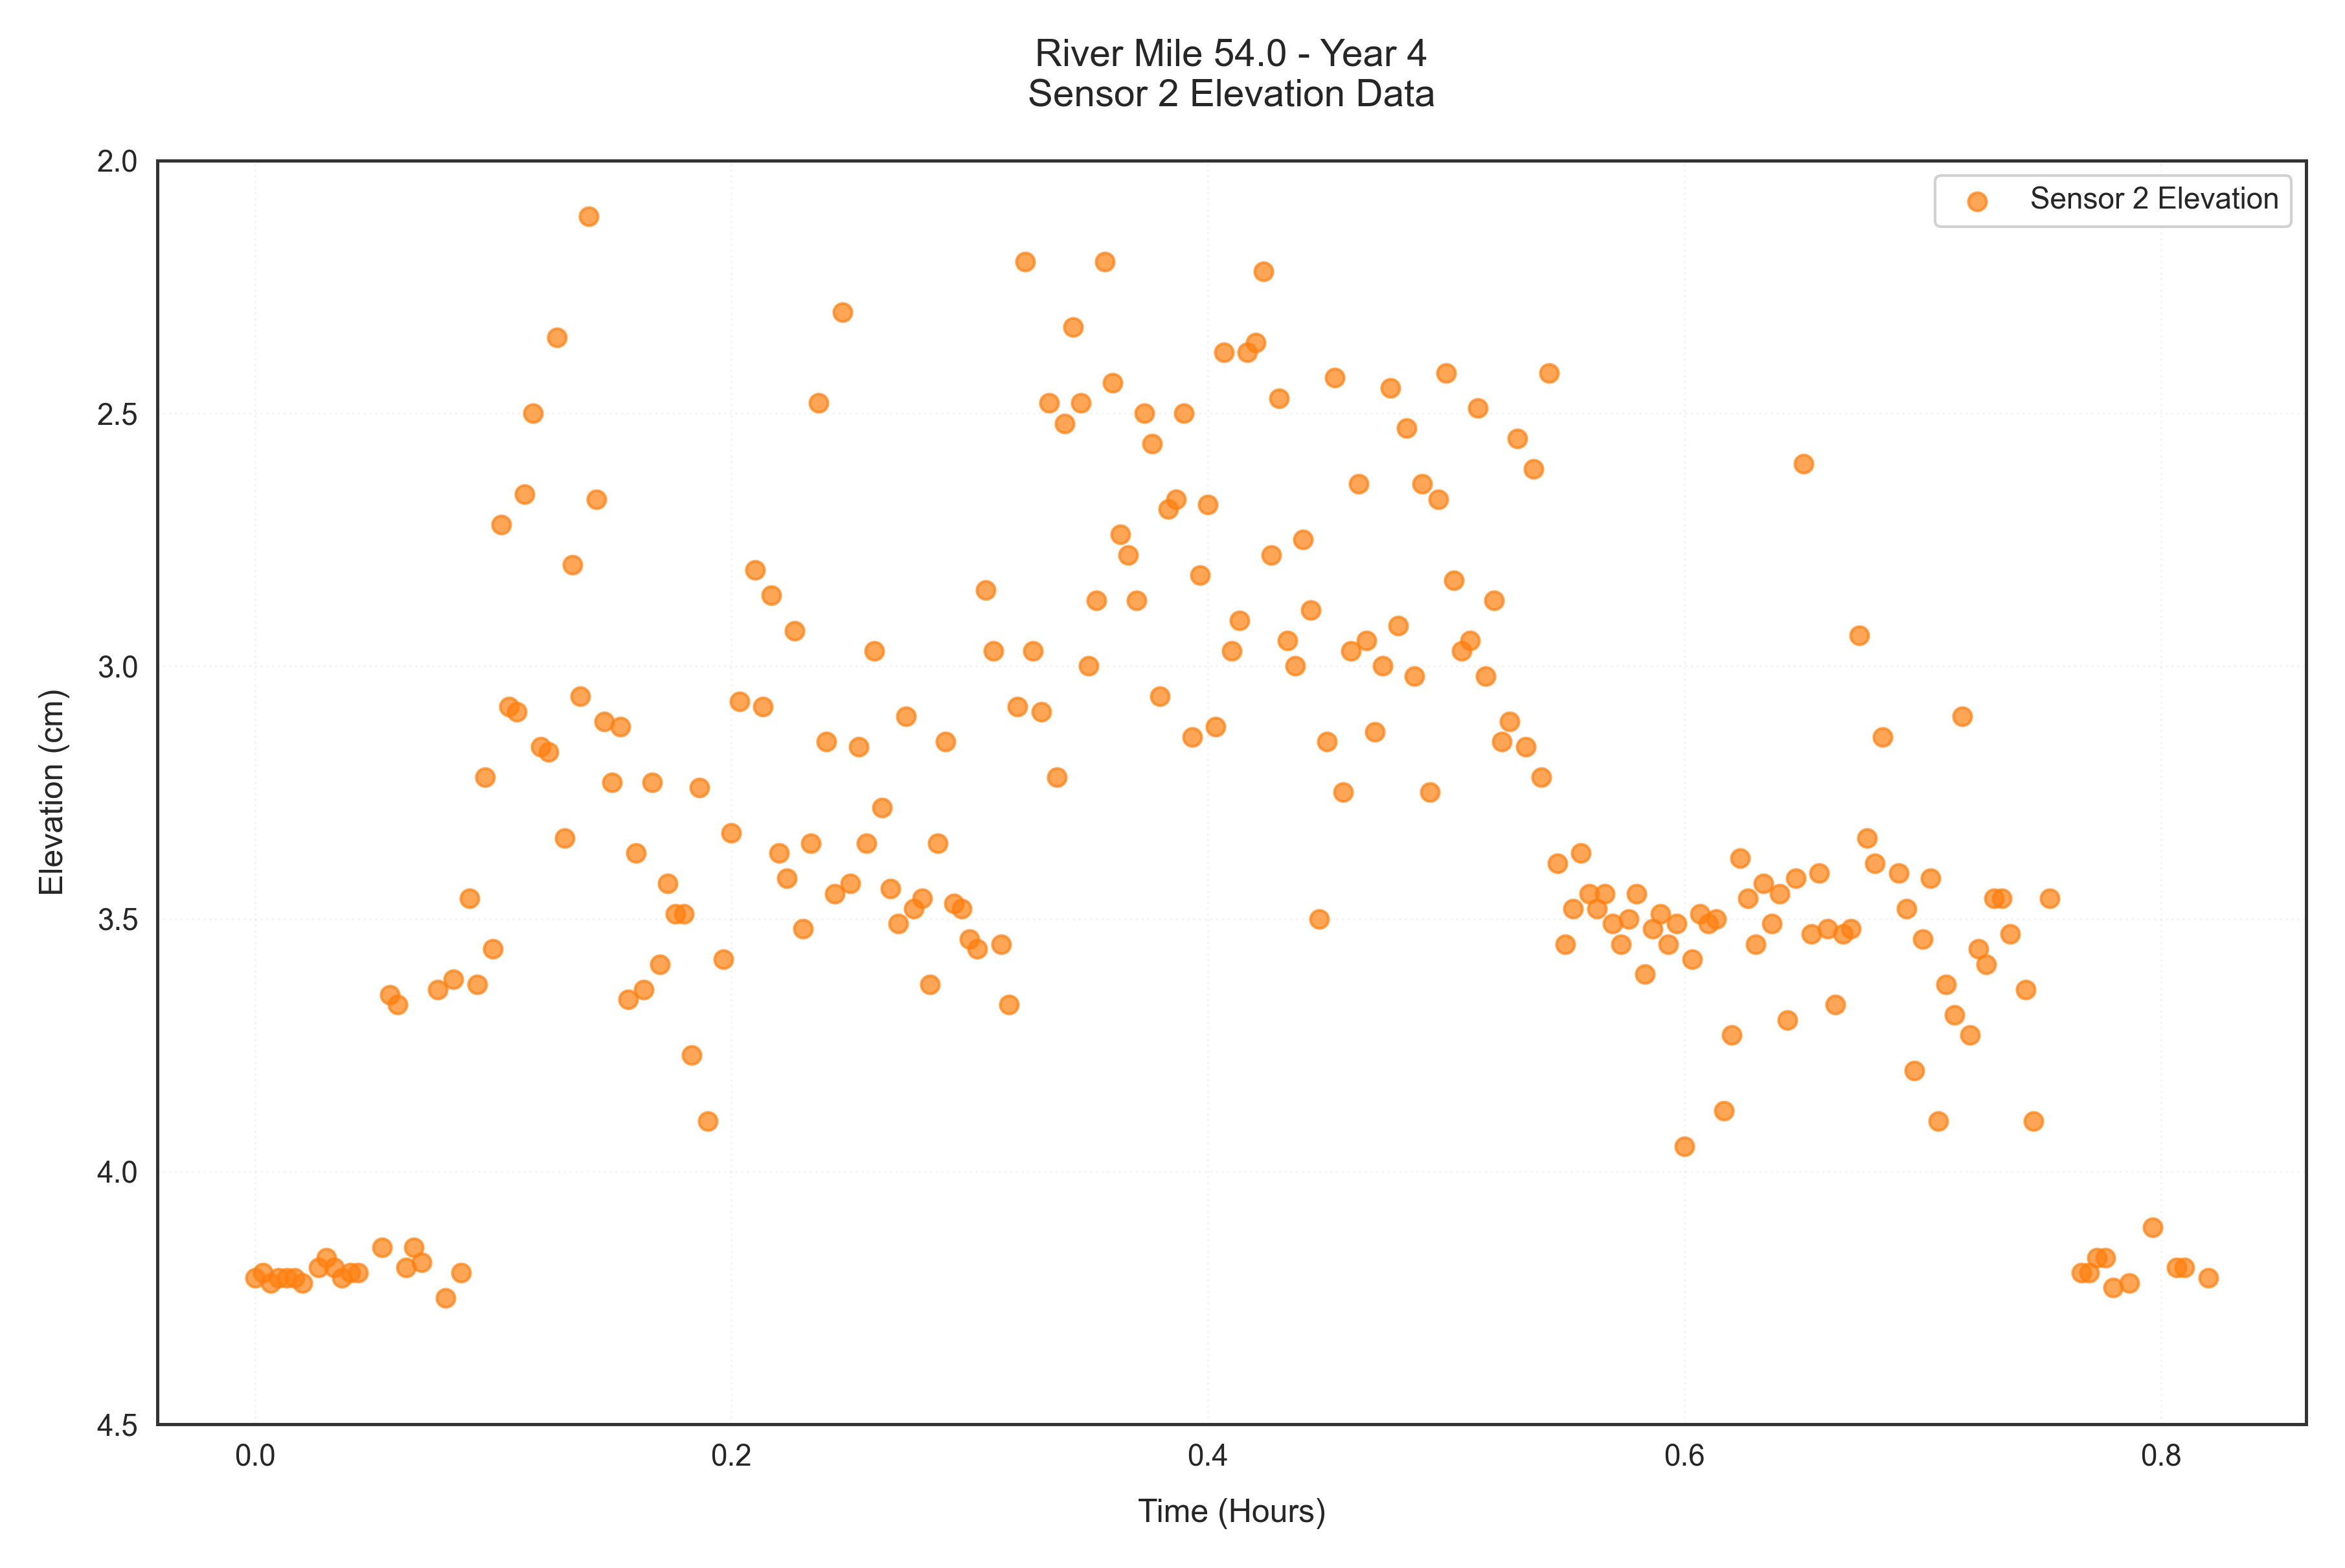 River Mile 54.0 - Year 4
Sensor 2 Elevation Data
Sensor 2 Elevation
Elevation (cm)
2.0
2.5
3.0
3.5
4.0
4.5
0.0 0.2 0.4 0.6 0.8
Time (Hours)